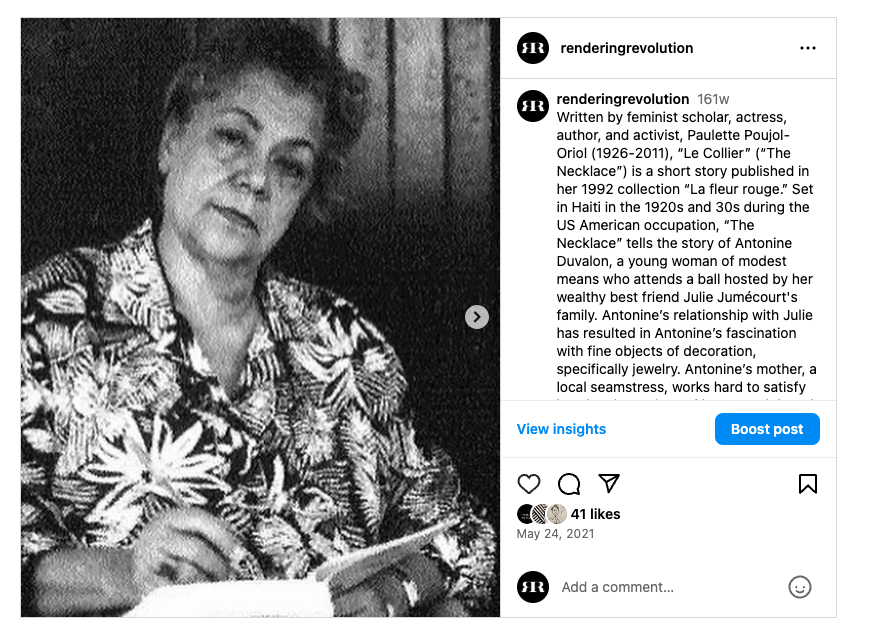 RR
renderingrevolution
RR
renderingrevolution 161w
Written by feminist scholar, actress,
author, and activist, Paulette Poujol-
Oriol (1926-2011), “Le Collier” (“The
Necklace”) is a short story published in
her 1992 collection “La fleur rouge.” Set
in Haiti in the 1920s and 30s during the
US American occupation, “The
Necklace” tells the story of Antonine
Duvalon, a young woman of modest
means who attends a ball hosted by her
wealthy best friend Julie Jumécourt's
family. Antonine’s relationship with Julie
has resulted in Antonine’s fascination
with fine objects of decoration,
specifically jewelry. Antonine’s mother, a
local seamstress, works hard to satisfy
View insights
Boost post
41 likes
May 24, 2021
RR
Add a comment...